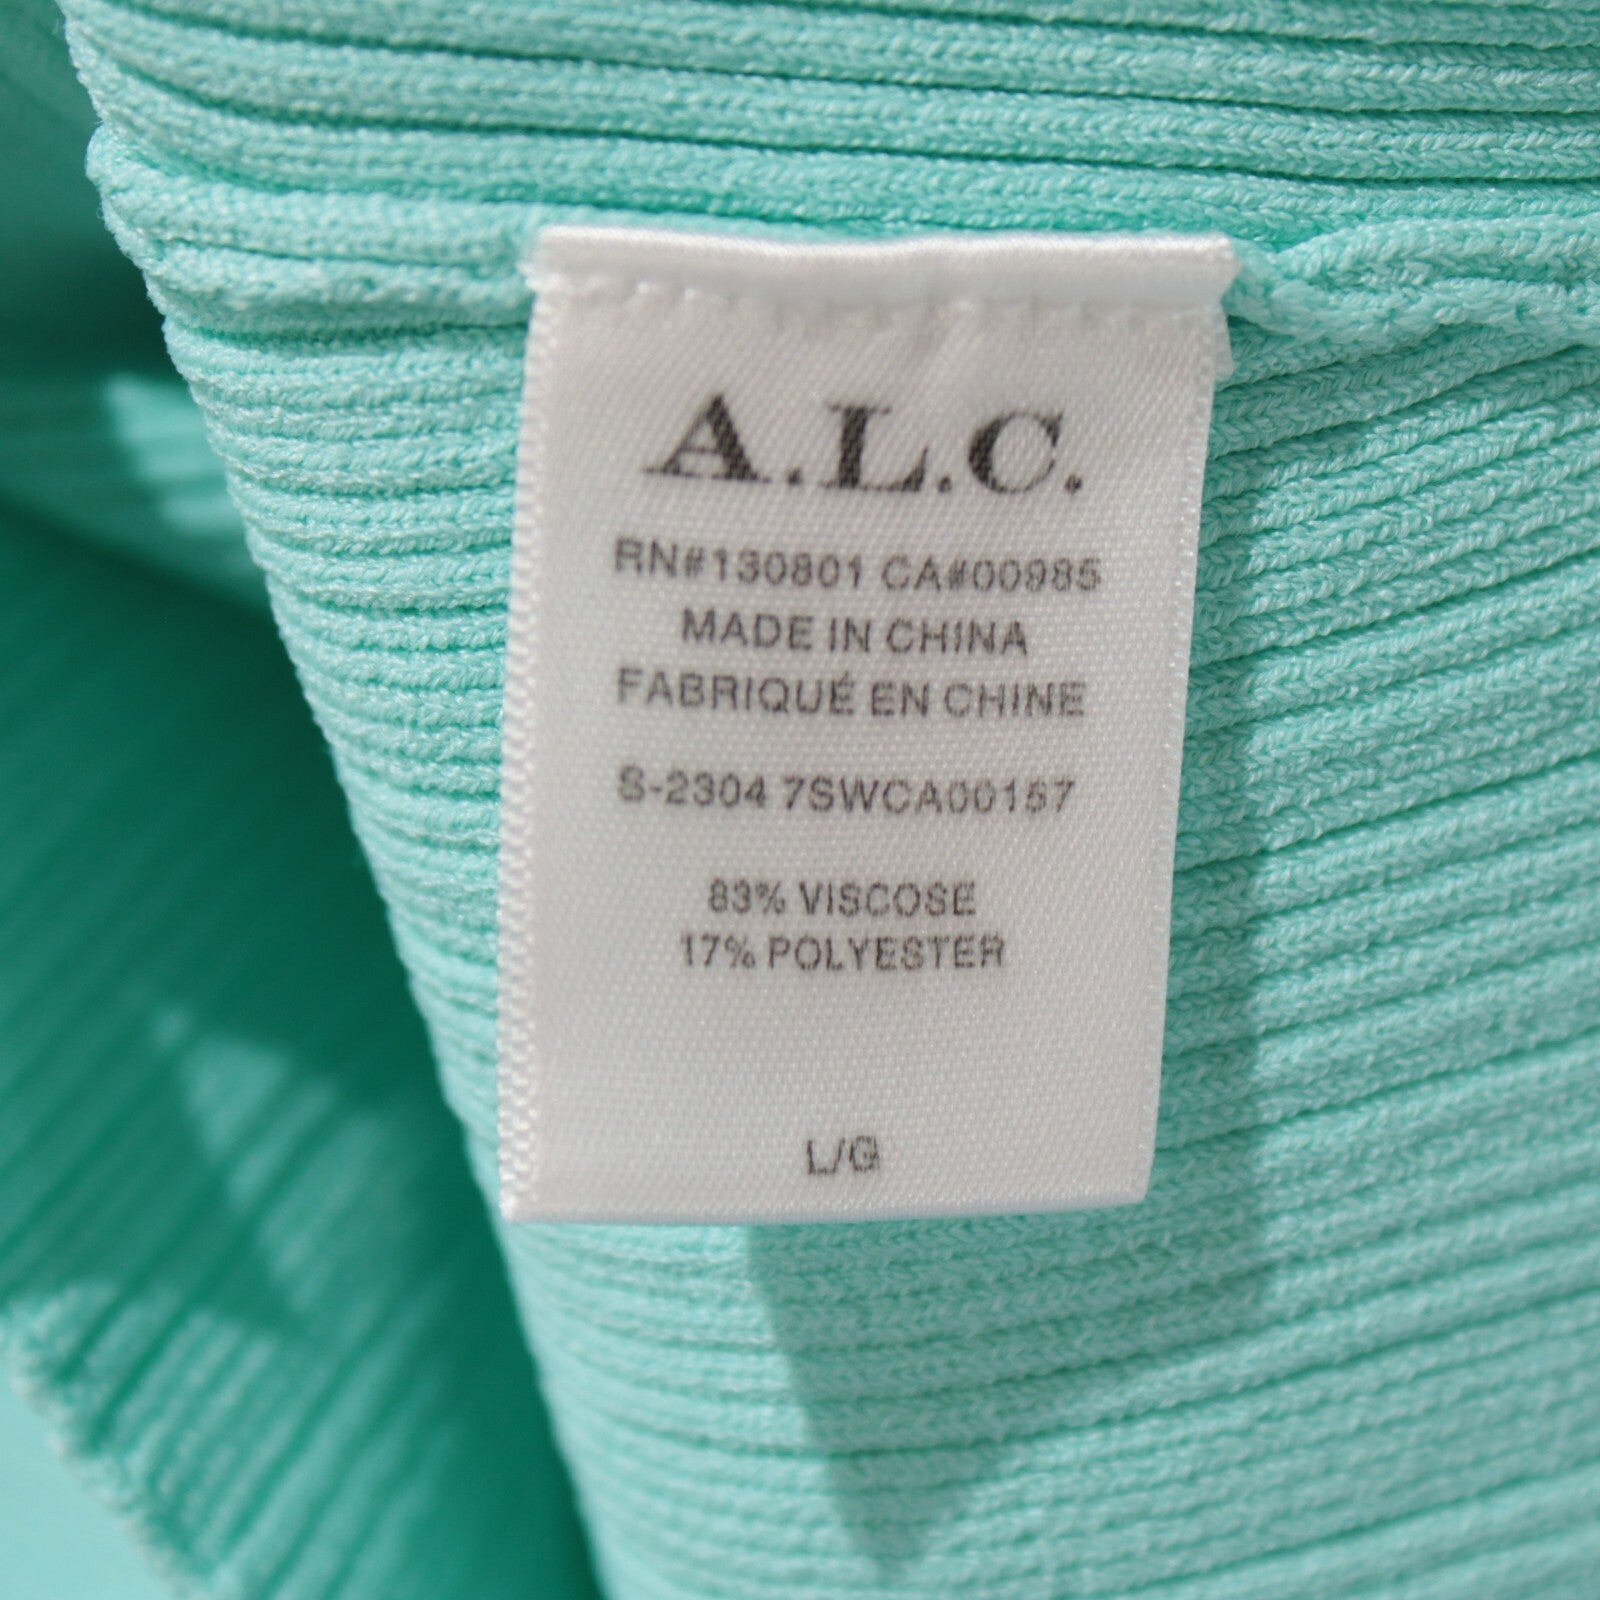 A.L.C.
RN#130801 CA#00985
MADE IN CHINA
FABRIQUÉ EN CHINE
S-2304 7SWCA00157
83% VISCOSE
17% POLYESTER
L/G